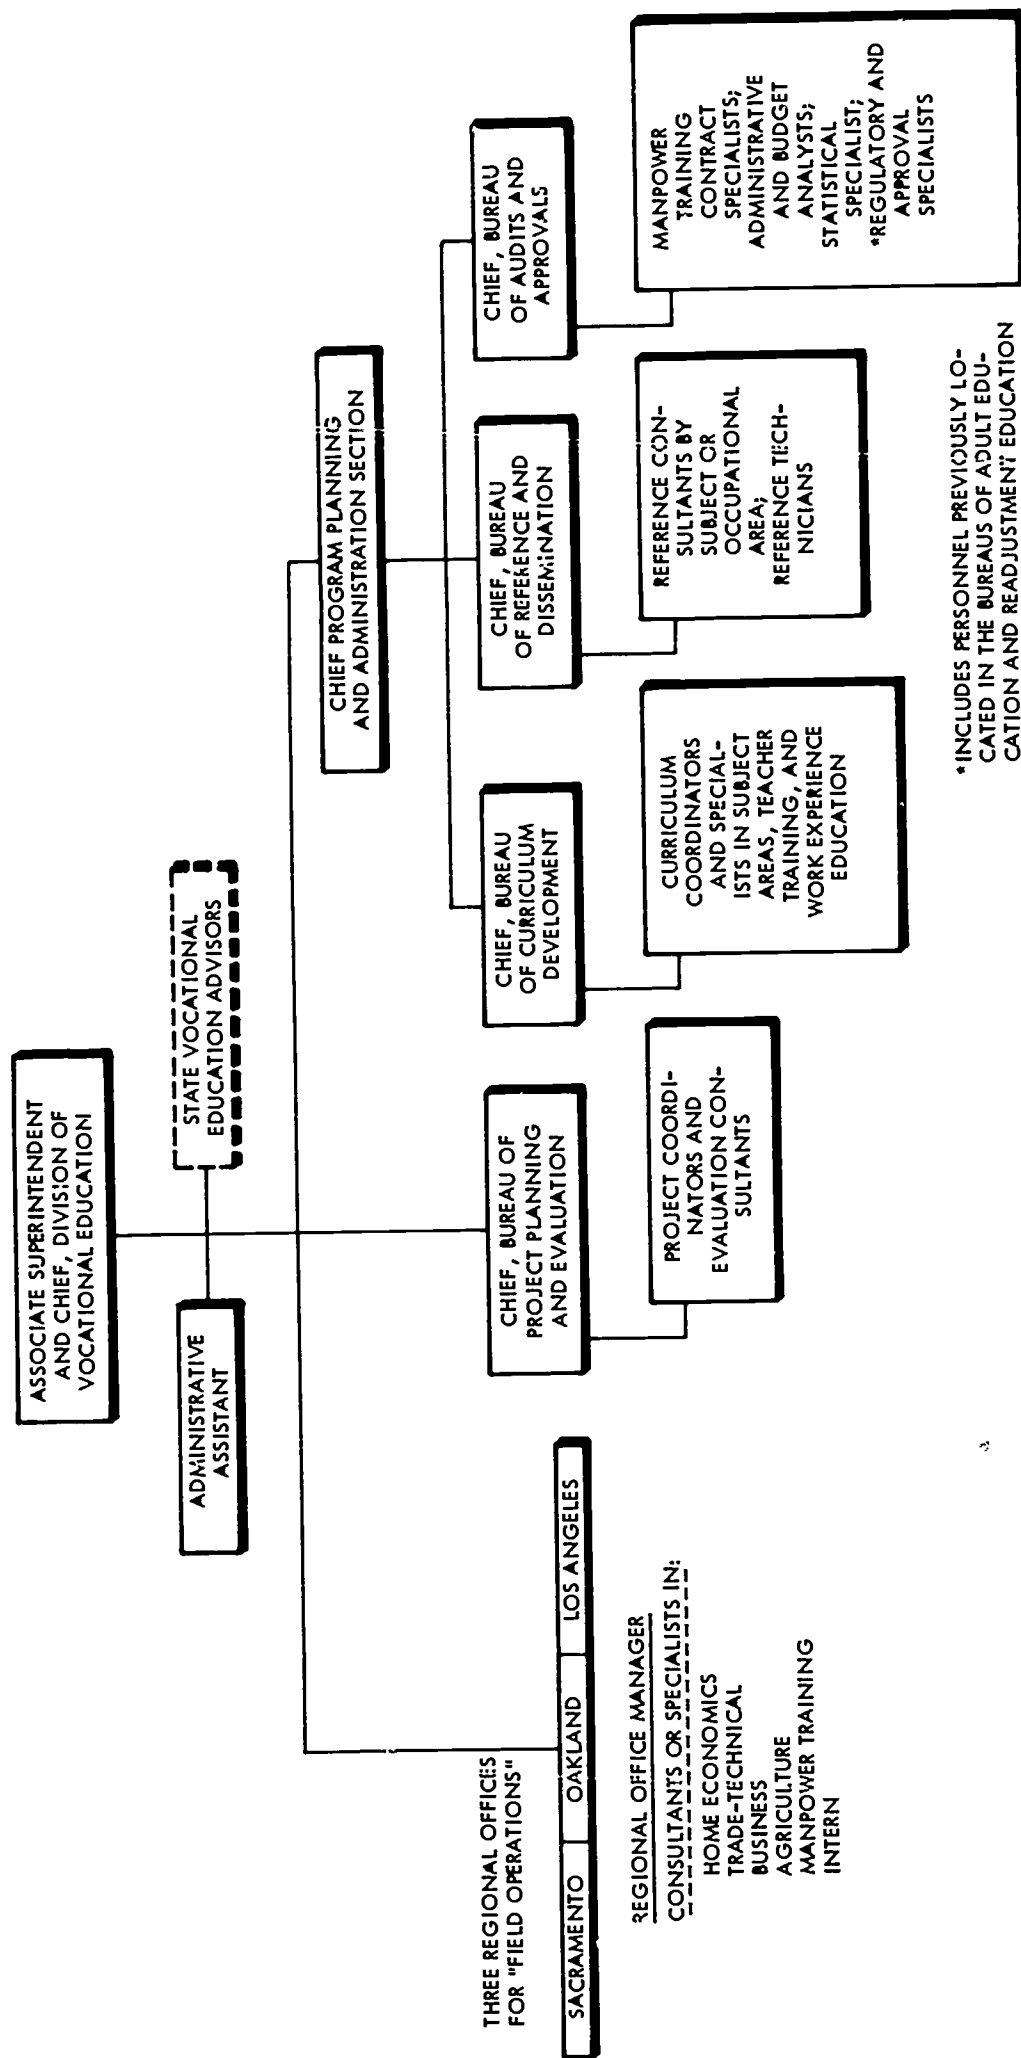 ASSOCIATE SUPERINTENDENT
AND CHIEF, DIVISION OF
VOCATIONAL EDUCATION
ADMINISTRATIVE
ASSISTANT
STATE VOCATIONAL
EDUCATION ADVISORS
CHIEF PROGRAM PLANNING
AND ADMINISTRATION SECTION
THREE REGIONAL OFFICES
FOR "FIELD OPERATIONS"
SACRAMENTO
OAKLAND
LOS ANGELES
REGIONAL OFFICE MANAGER
CONSULTANTS OR SPECIALISTS IN:
HOME ECONOMICS
TRADE-TECHNICAL
BUSINESS
AGRICULTURE
MANPOWER TRAINING
INTERN
CHIEF, BUREAU OF
PROJECT PLANNING
AND EVALUATION
PROJECT COORDI-
NATORS AND
EVALUATION CON-
SULTANTS
CHIEF, BUREAU
OF CURRICULUM
DEVELOPMENT
CURRICULUM
COORDINATORS
AND SPECIAL-
ISTS IN SUBJECT
AREAS, TEACHER
TRAINING, AND
WORK EXPERIENCE
EDUCATION
CHIEF, BUREAU
OF REFERENCE AND
DISSEMINATION
REFERENCE CON-
SULTANTS BY
SUBJECT OR
OCCUPATIONAL
AREA;
REFERENCE TECH-
NICIANS
CHIEF, BUREAU
OF AUDITS AND
APPROVALS
MANPOWER
TRAINING
CONTRACT
SPECIALISTS;
ADMINISTRATIVE
AND BUDGET
ANALYSTS;
STATISTICAL
SPECIALIST;
*REGULATORY AND
APPROVAL
SPECIALISTS
*INCLUDES PERSONNEL PREVIOUSLY LO-
CATED IN THE BUREAUS OF ADULT EDU-
CATION AND READJUSTMENT EDUCATION